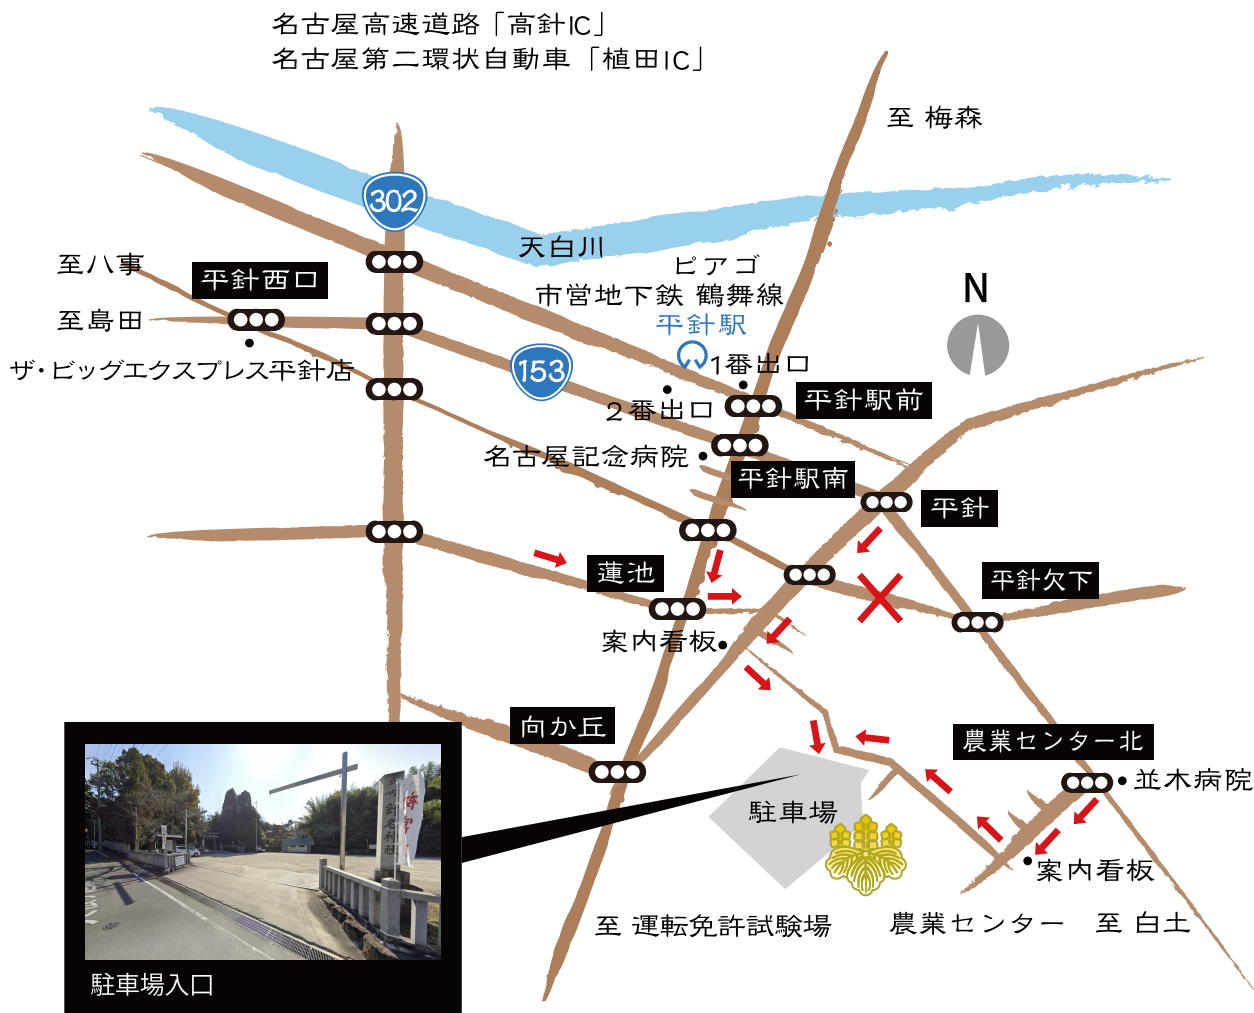 名古屋高速道路「高針IC」
名古屋第二環状自動車「植田IC」
至 梅森
302
天白川
至八事
平針西口
ピアゴ
市営地下鉄 鶴舞線
平針駅
N
至島田
ザ・ビッグエクスプレス平針店
153
1番出口
2番出口
平針駅前
名古屋記念病院
平針駅南
平針
蓮池
平針欠下
案内看板
向か丘
農業センター北
並木病院
駐車場
案内看板
至 運転免許試験場
農業センター
至 白土
針名神社
駐車場入口